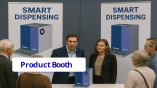 SMART
DISPENSING
SMART
DISPENSING
Product Booth